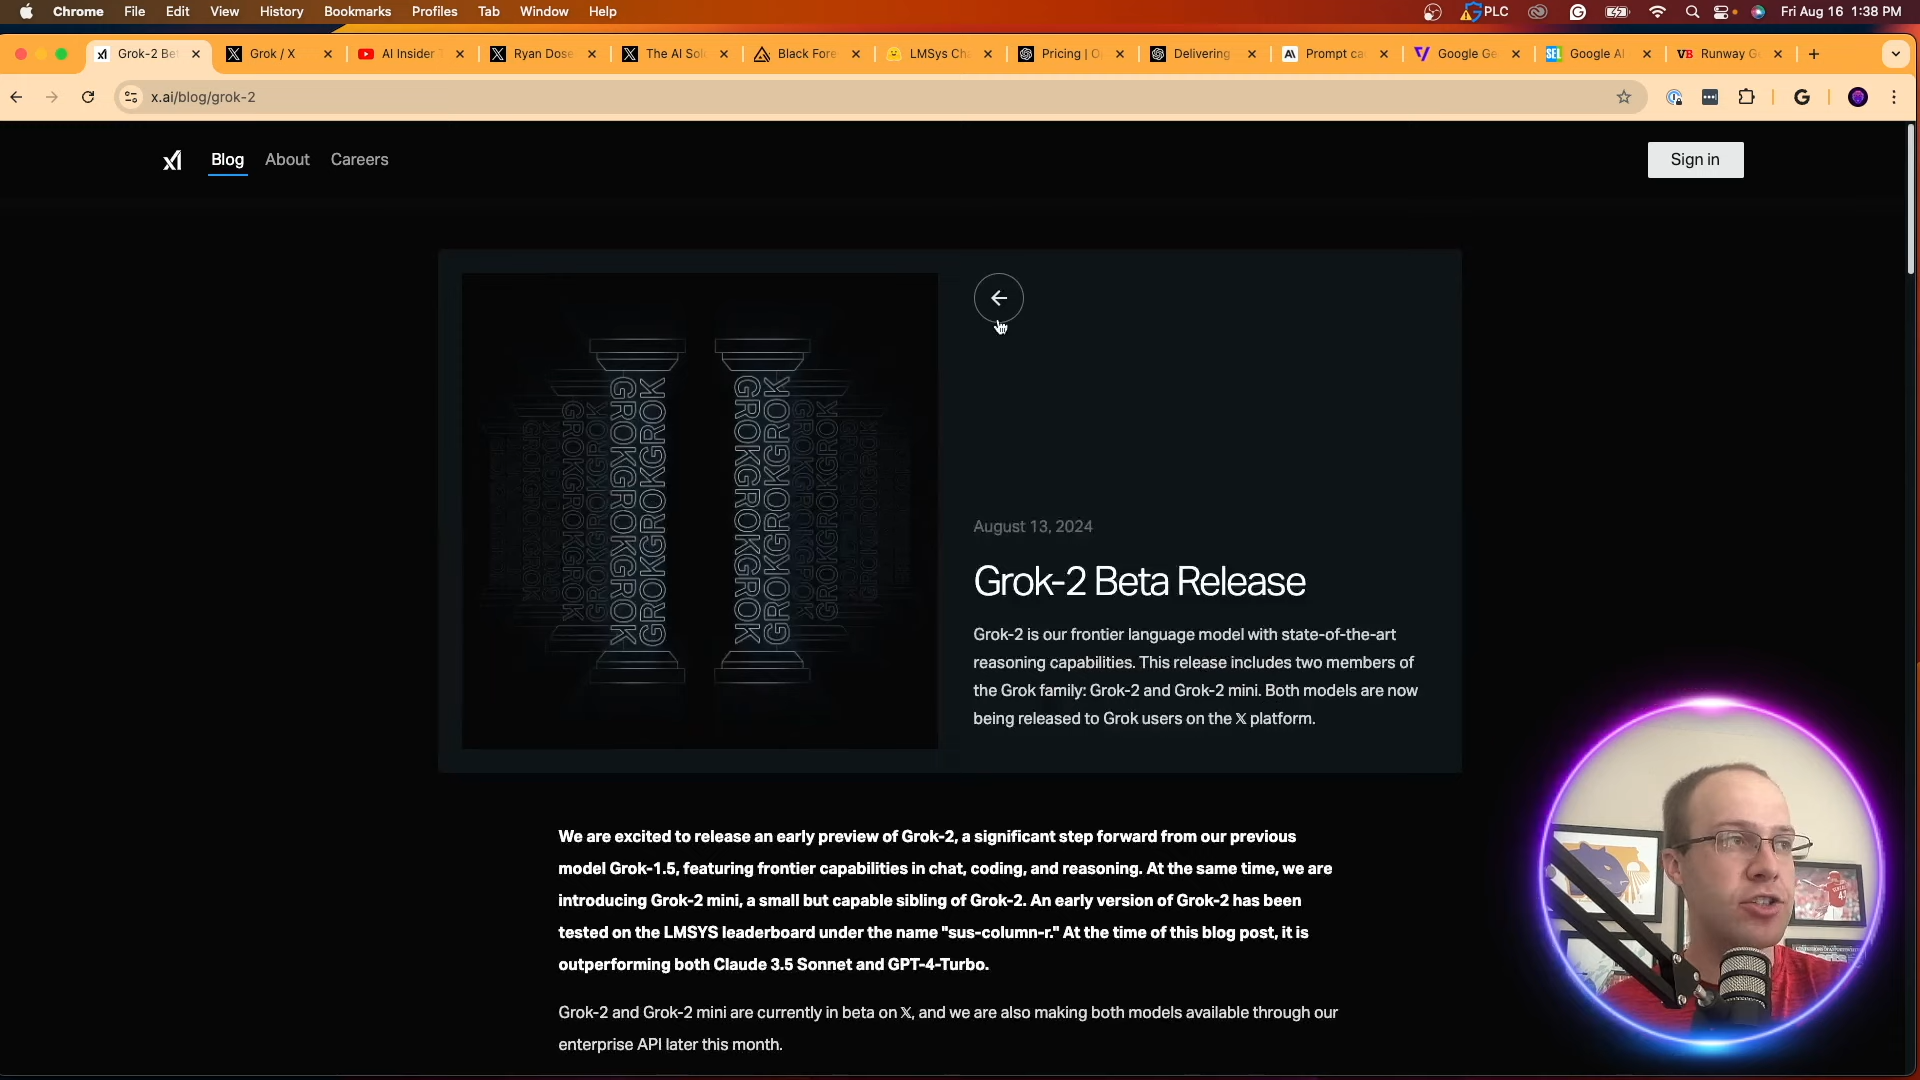 Chrome File Edit View History Bookmarks Profiles Tab Window Help PLC Fri Aug 16 1:38 PM
Grok-2 Be Grok / X AI Insider Ryan Dose The AI Sol Black Fore LMSys Ch Pricing | O Delivering Prompt ca Google Ge SEL Google AI VB Runway G
x.ai/blog/grok-2
Blog About Careers Sign in
GROKGROKGROK GROKGROKGROK GROKGROKGROK GROKGROKGROK
August 13, 2024
Grok-2 Beta Release
Grok-2 is our frontier language model with state-of-the-art
reasoning capabilities. This release includes two members of
the Grok family: Grok-2 and Grok-2 mini. Both models are now
being released to Grok users on the 𝕏 platform.
We are excited to release an early preview of Grok-2, a significant step forward from our previous
model Grok-1.5, featuring frontier capabilities in chat, coding, and reasoning. At the same time, we are
introducing Grok-2 mini, a small but capable sibling of Grok-2. An early version of Grok-2 has been
tested on the LMSYS leaderboard under the name "sus-column-r." At the time of this blog post, it is
outperforming both Claude 3.5 Sonnet and GPT-4-Turbo.
Grok-2 and Grok-2 mini are currently in beta on 𝕏, and we are also making both models available through our
enterprise API later this month.